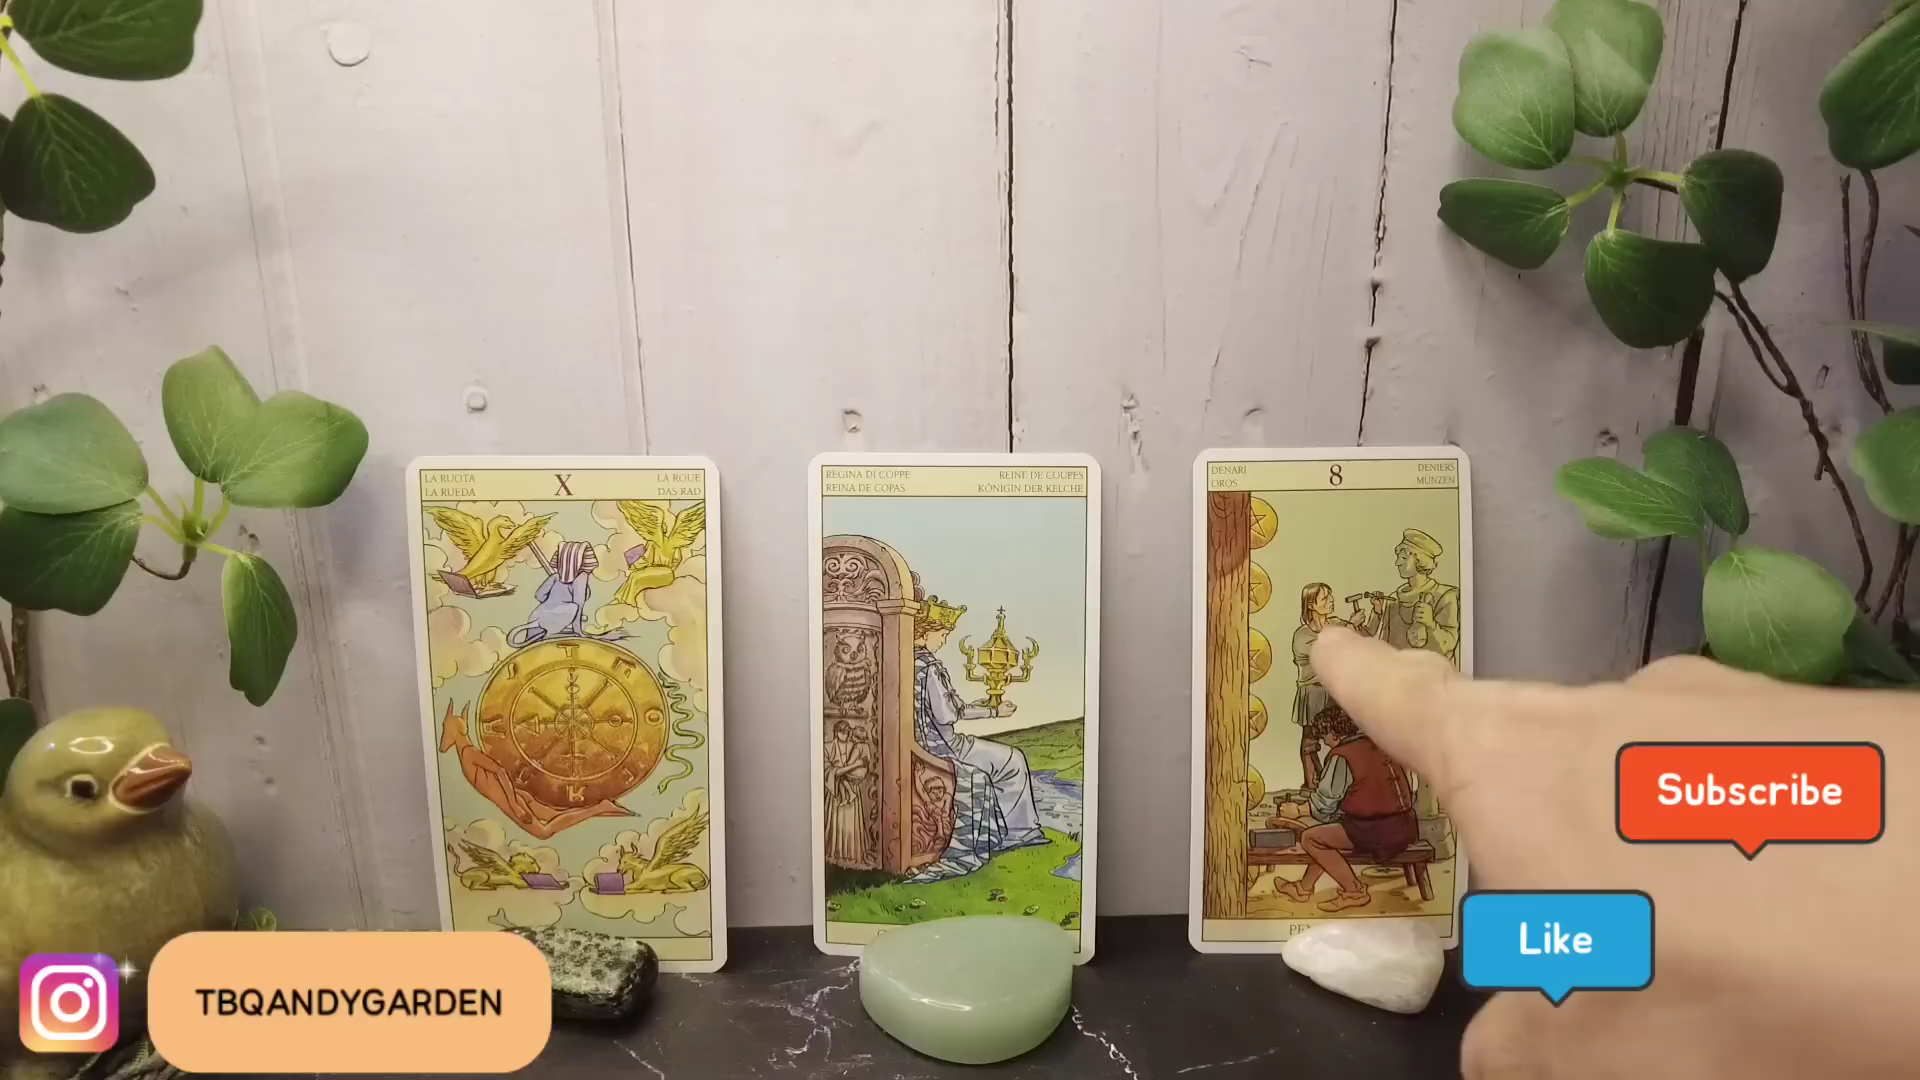 LA RUOTA
LA RUEDA
X
LA ROUE
DAS RAD
REGINA DI COPPE
REINA DE COPAS
REINE DE COUPES
KÖNIGIN DER KELCHE
DENARI
OROS
8
DENIERS
MÜNZEN
Subscribe
Like
TBQANDYGARDEN